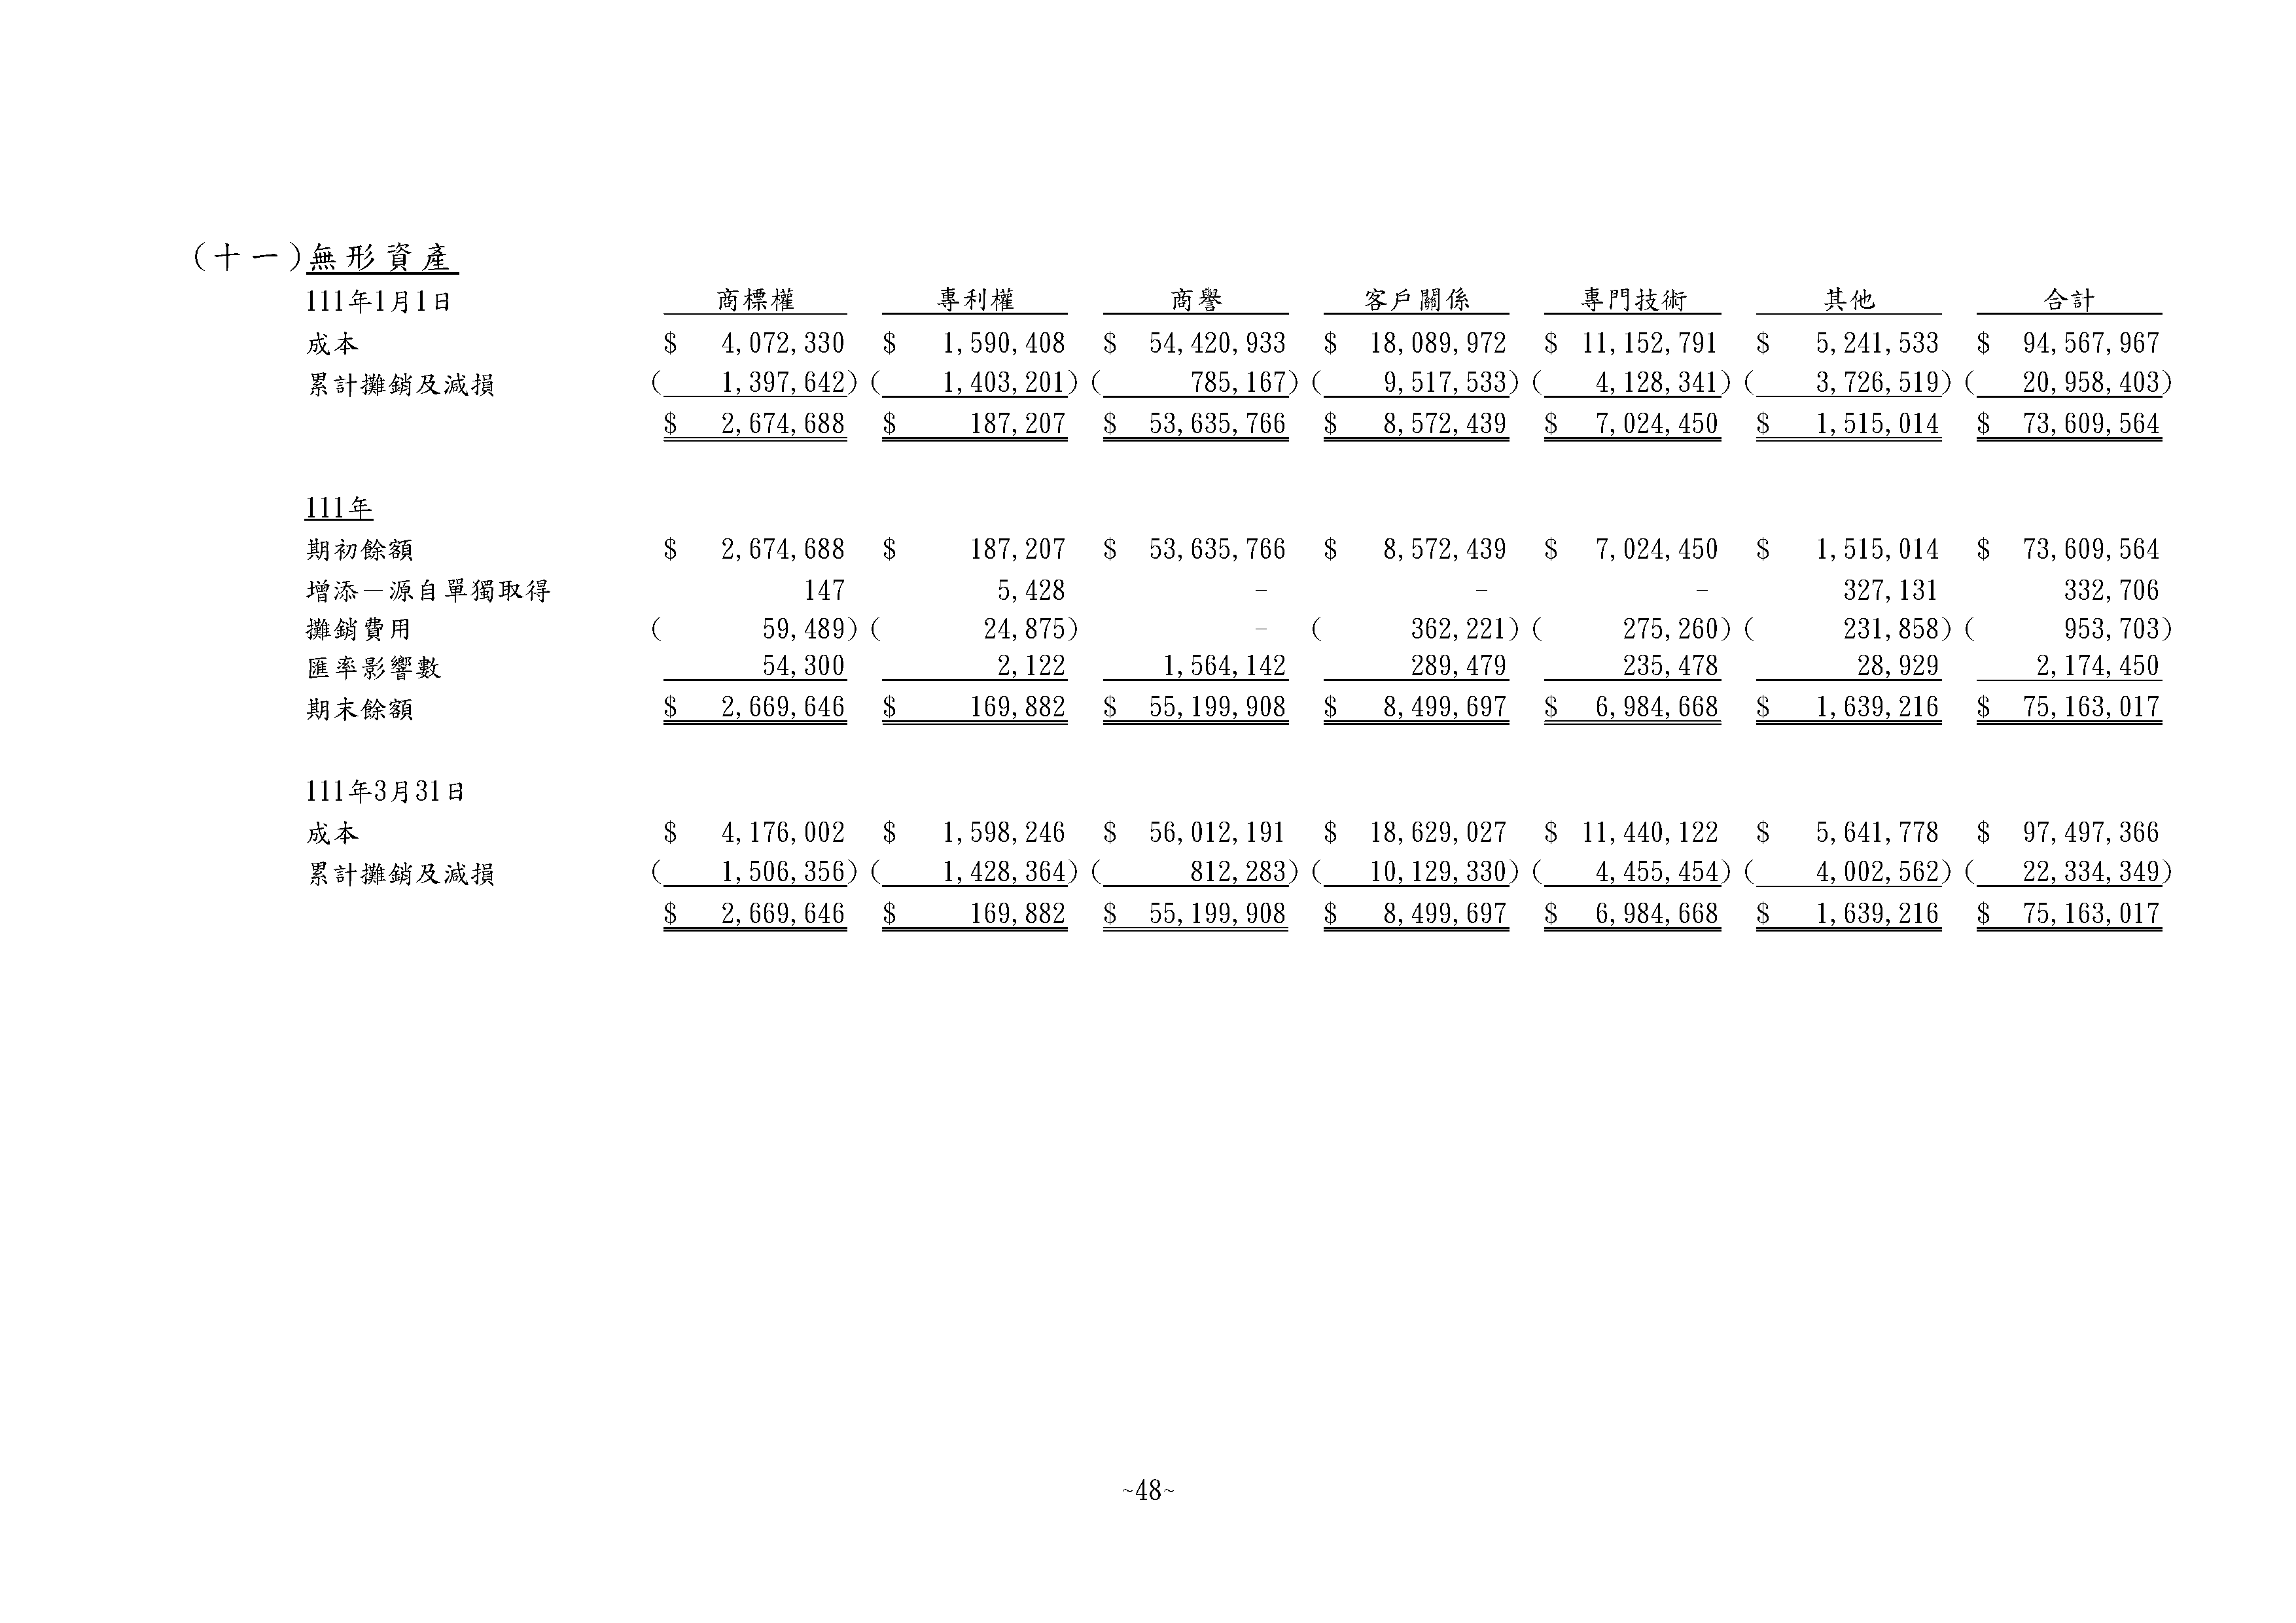 (十一)無形資產
111年1月1日 商標權 專利權 商譽 客戶關係 專門技術 其他 合計
成本 $ 4,072,330 $ 1,590,408 $ 54,420,933 $ 18,089,972 $ 11,152,791 $ 5,241,533 $ 94,567,967
累計攤銷及減損 ( 1,397,642) ( 1,403,201) ( 785,167) ( 9,517,533) ( 4,128,341) ( 3,726,519) ( 20,958,403)
$ 2,674,688 $ 187,207 $ 53,635,766 $ 8,572,439 $ 7,024,450 $ 1,515,014 $ 73,609,564
111年
期初餘額 $ 2,674,688 $ 187,207 $ 53,635,766 $ 8,572,439 $ 7,024,450 $ 1,515,014 $ 73,609,564
增添－源自單獨取得 147 5,428 - - - 327,131 332,706
攤銷費用 ( 59,489) ( 24,875) - ( 362,221) ( 275,260) ( 231,858) ( 953,703)
匯率影響數 54,300 2,122 1,564,142 289,479 235,478 28,929 2,174,450
期末餘額 $ 2,669,646 $ 169,882 $ 55,199,908 $ 8,499,697 $ 6,984,668 $ 1,639,216 $ 75,163,017
111年3月31日
成本 $ 4,176,002 $ 1,598,246 $ 56,012,191 $ 18,629,027 $ 11,440,122 $ 5,641,778 $ 97,497,366
累計攤銷及減損 ( 1,506,356) ( 1,428,364) ( 812,283) ( 10,129,330) ( 4,455,454) ( 4,002,562) ( 22,334,349)
$ 2,669,646 $ 169,882 $ 55,199,908 $ 8,499,697 $ 6,984,668 $ 1,639,216 $ 75,163,017
~48~